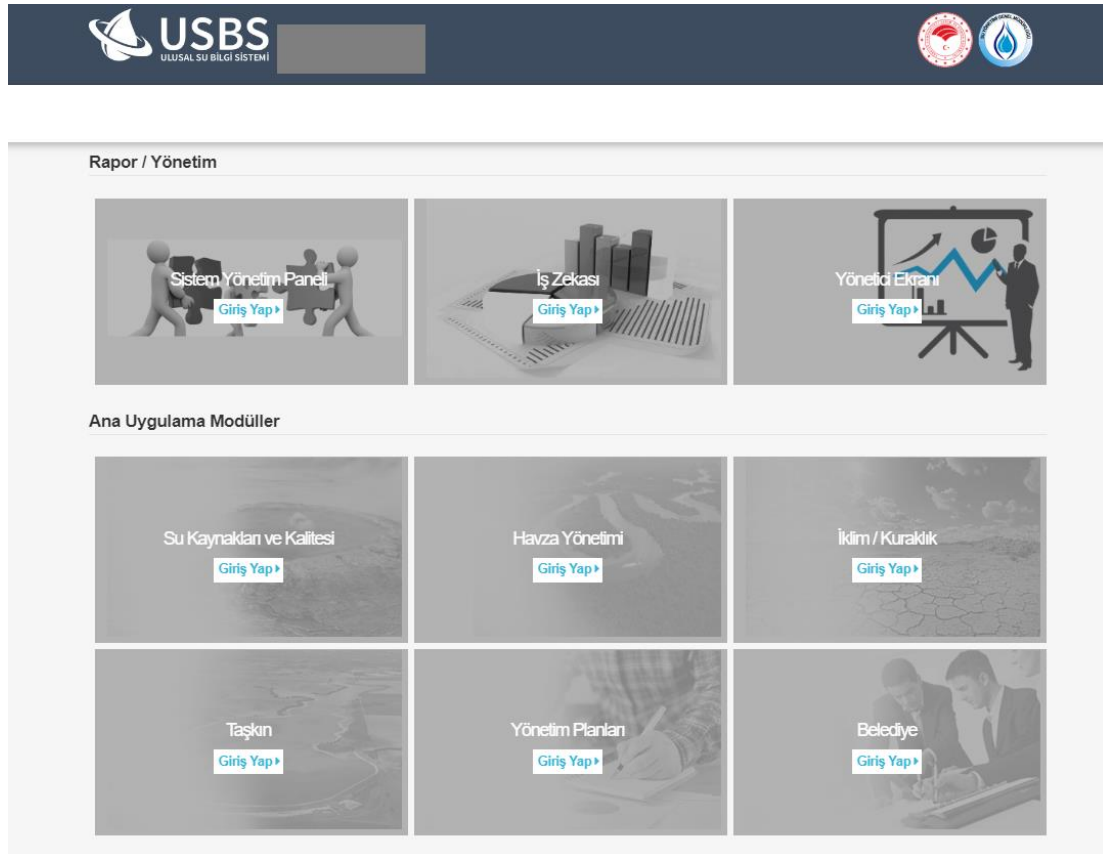 USBS
ULUSAL SU BİLGİ SİSTEMİ
Rapor / Yönetim
Sistem Yönetim Paneli
Giriş Yap
İş Zekası
Giriş Yap
Yönetici Ekranı
Giriş Yap
Ana Uygulama Modüller
Su Kaynakları ve Kalitesi
Giriş Yap
Havza Yönetimi
Giriş Yap
İklim / Kuraklık
Giriş Yap
Taşkın
Giriş Yap
Yönetim Planları
Giriş Yap
Belediye
Giriş Yap